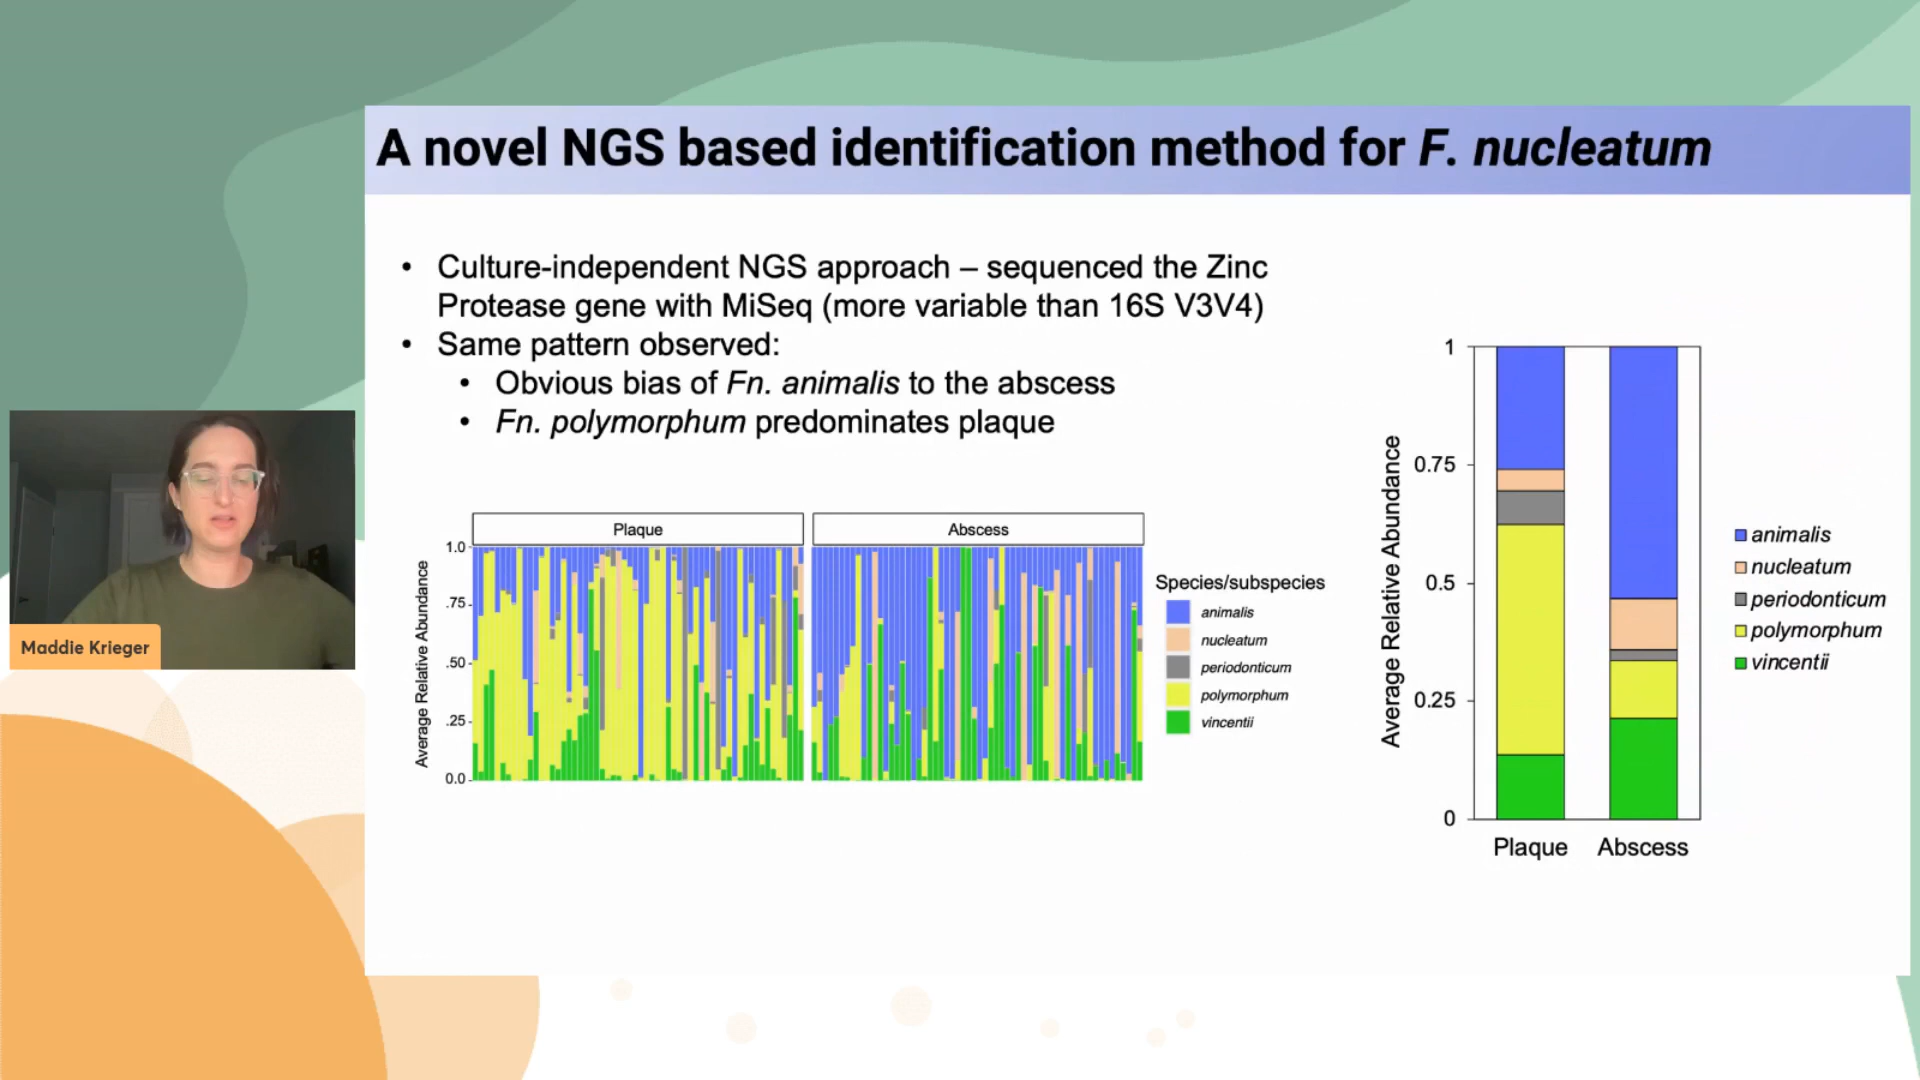 A novel NGS based identification method for F. nucleatum
• Culture-independent NGS approach – sequenced the Zinc
Protease gene with MiSeq (more variable than 16S V3V4)
• Same pattern observed:
• Obvious bias of Fn. animalis to the abscess
• Fn. polymorphum predominates plaque
Maddie Krieger
Plaque
Abscess
Average Relative Abundance
1.0
.75
.50
.25
0.0
Species/subspecies
animalis
nucleatum
periodonticum
polymorphum
vincentii
Average Relative Abundance
1
0.75
0.5
0.25
0
Plaque
Abscess
animalis
nucleatum
periodonticum
polymorphum
vincentii